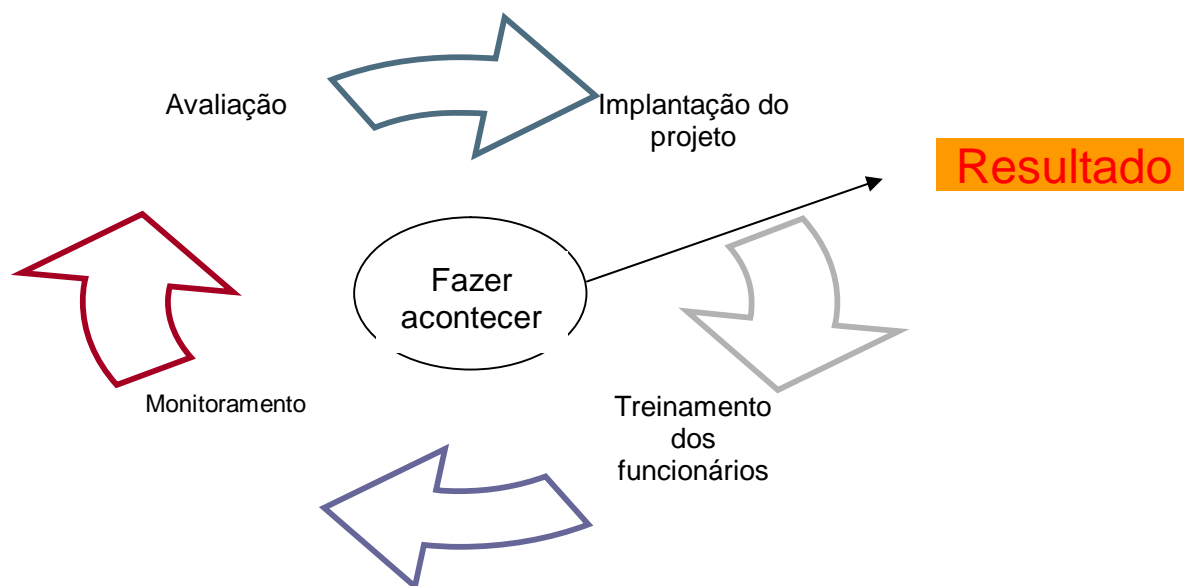 Avaliação
Implantação do
projeto
Resultado
Fazer
acontecer
Monitoramento
Treinamento
dos
funcionários